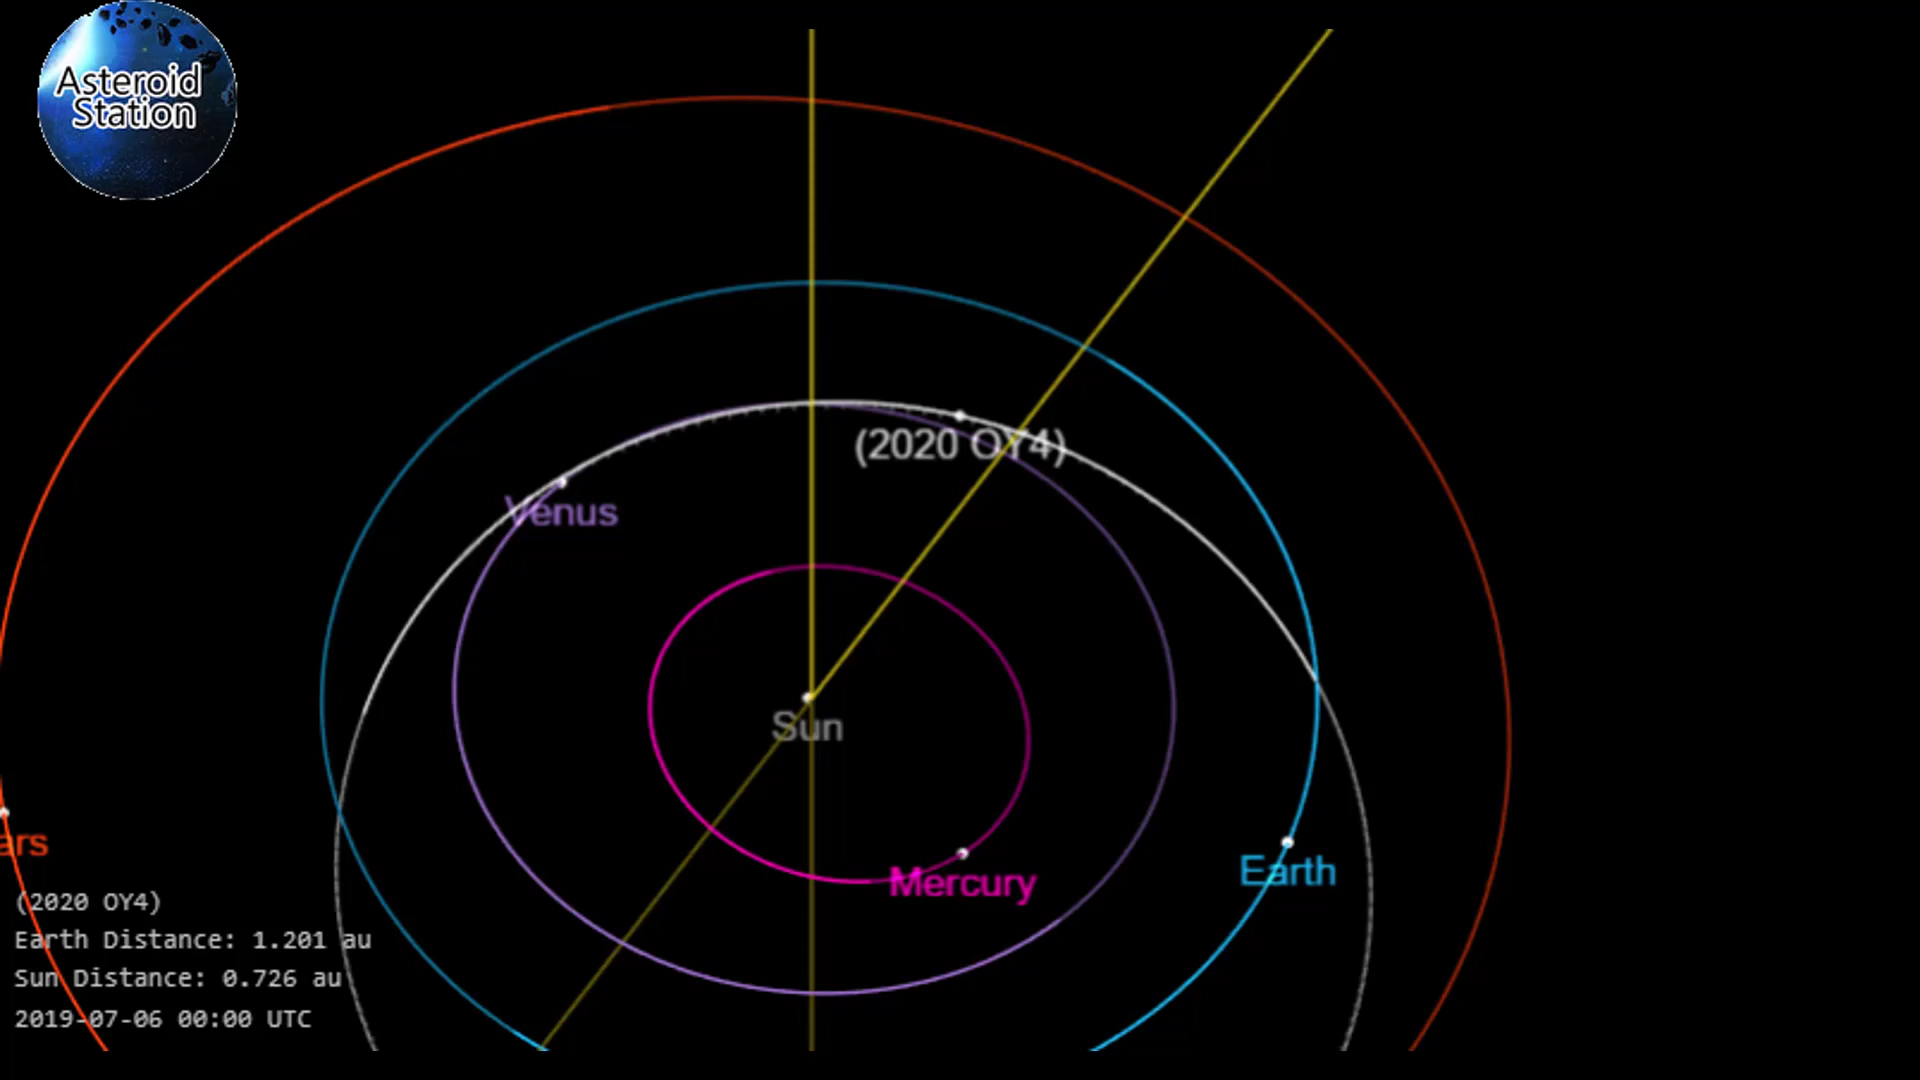 Asteroid
Station
(2020 OY4)
Venus
Sun
Mercury
Earth
ars
(2020 OY4)
Earth Distance: 1.201 au
Sun Distance: 0.726 au
2019-07-06 00:00 UTC